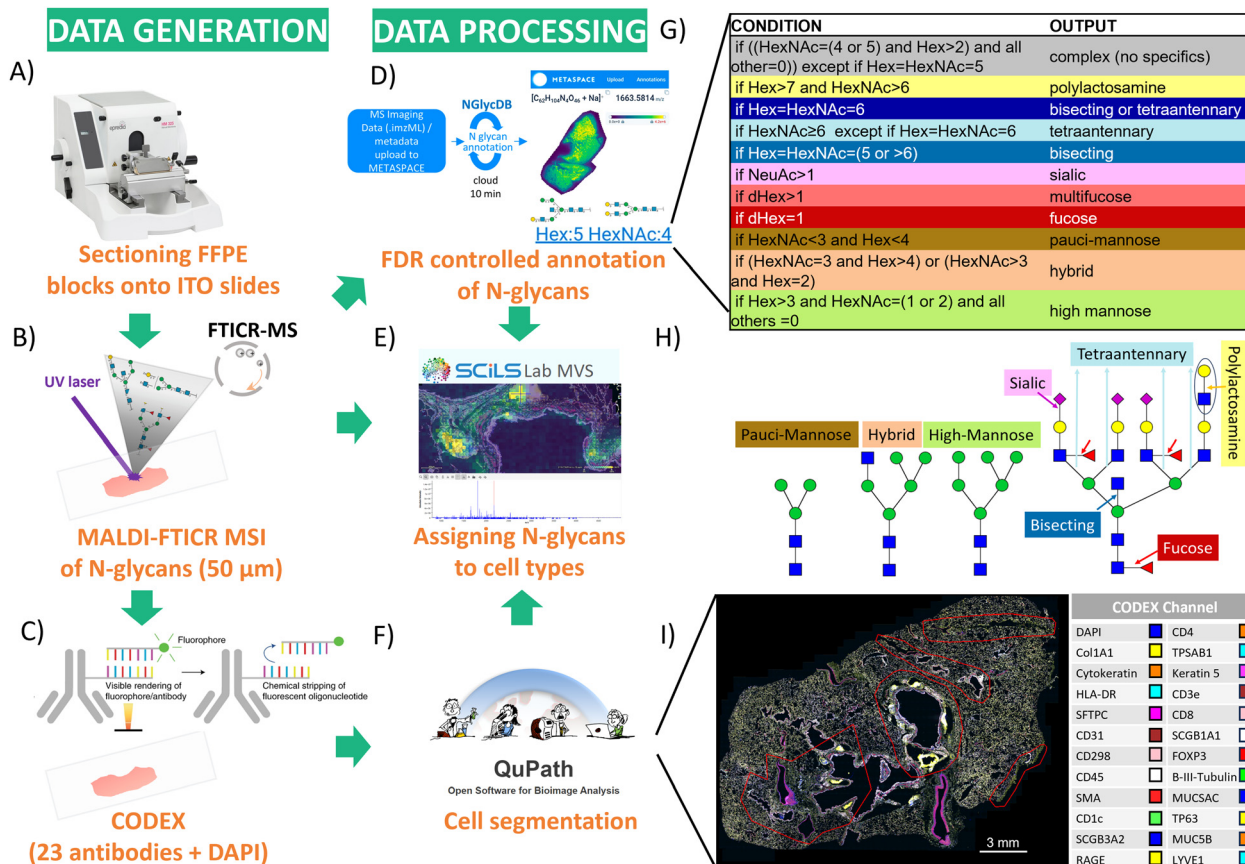 DATA GENERATION
DATA PROCESSING
A)
Sectioning FFPE
blocks onto ITO slides
B)
FTICR-MS
UV laser
MALDI-FTICR MSI
of N-glycans (50 µm)
C)
Fluorophore
Visible rendering of
fluorophore/antibody
Chemical stripping of
fluorescent oligonucleotide
CODEX
(23 antibodies + DAPI)
D)
MS Imaging
Data (.imzML) /
metadata
upload to
METASPACE
NGlycDB
N glycan
annotation
cloud
10 min
METASPACE Upload Annotations
[C62H104N4O46 + Na]+ 1663.5814 m/z
Hex:5 HexNAc:4
FDR controlled annotation
of N-glycans
E)
SCiLS Lab MVS
Assigning N-glycans
to cell types
F)
QuPath
Open Software for Bioimage Analysis
Cell segmentation
G)
CONDITION OUTPUT
if ((HexNAc=(4 or 5) and Hex>2) and all
other=0)) except if Hex=HexNAc=5 complex (no specifics)
if Hex>7 and HexNAc>6 polylactosamine
if Hex=HexNAc=6 bisecting or tetraantennary
if HexNAc≥6 except if Hex=HexNAc=6 tetraantennary
if Hex=HexNAc=(5 or >6) bisecting
if NeuAc>1 sialic
if dHex>1 multifucose
if dHex=1 fucose
if HexNAc<3 and Hex<4 pauci-mannose
if (HexNAc=3 and Hex>4) or (HexNAc>3
and Hex=2) hybrid
if Hex>3 and HexNAc=(1 or 2) and all
others =0 high mannose
H)
Pauci-Mannose
Hybrid
High-Mannose
Sialic
Tetraantennary
Polylactosamine
Bisecting
Fucose
I)
3 mm
CODEX Channel
DAPI CD4
Col1A1 TPSAB1
Cytokeratin Keratin 5
HLA-DR CD3e
SFTPC CD8
CD31 SCGB1A1
CD298 FOXP3
CD45 B-III-Tubulin
SMA MUC5AC
CD1c TP63
SCGB3A2 MUC5B
RAGE LYVE1